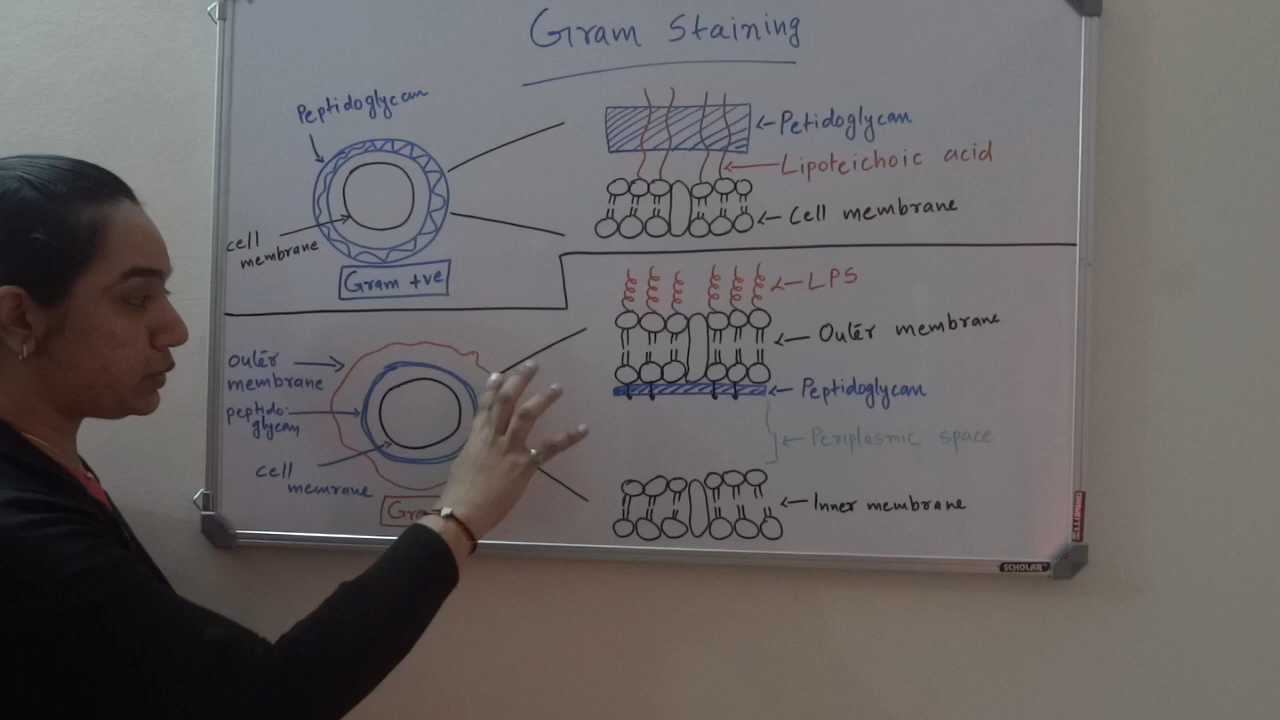 Gram Staining
Peptidoglycan
cell
membrane
Gram +ve
Petidoglycan
Lipoteichoic acid
Cell membrane
LPS
Outer membrane
Peptidoglycan
Periplasmic space
Inner membrane
outer
membrane
peptido-
glycan
cell
memrane
SCHOLAR